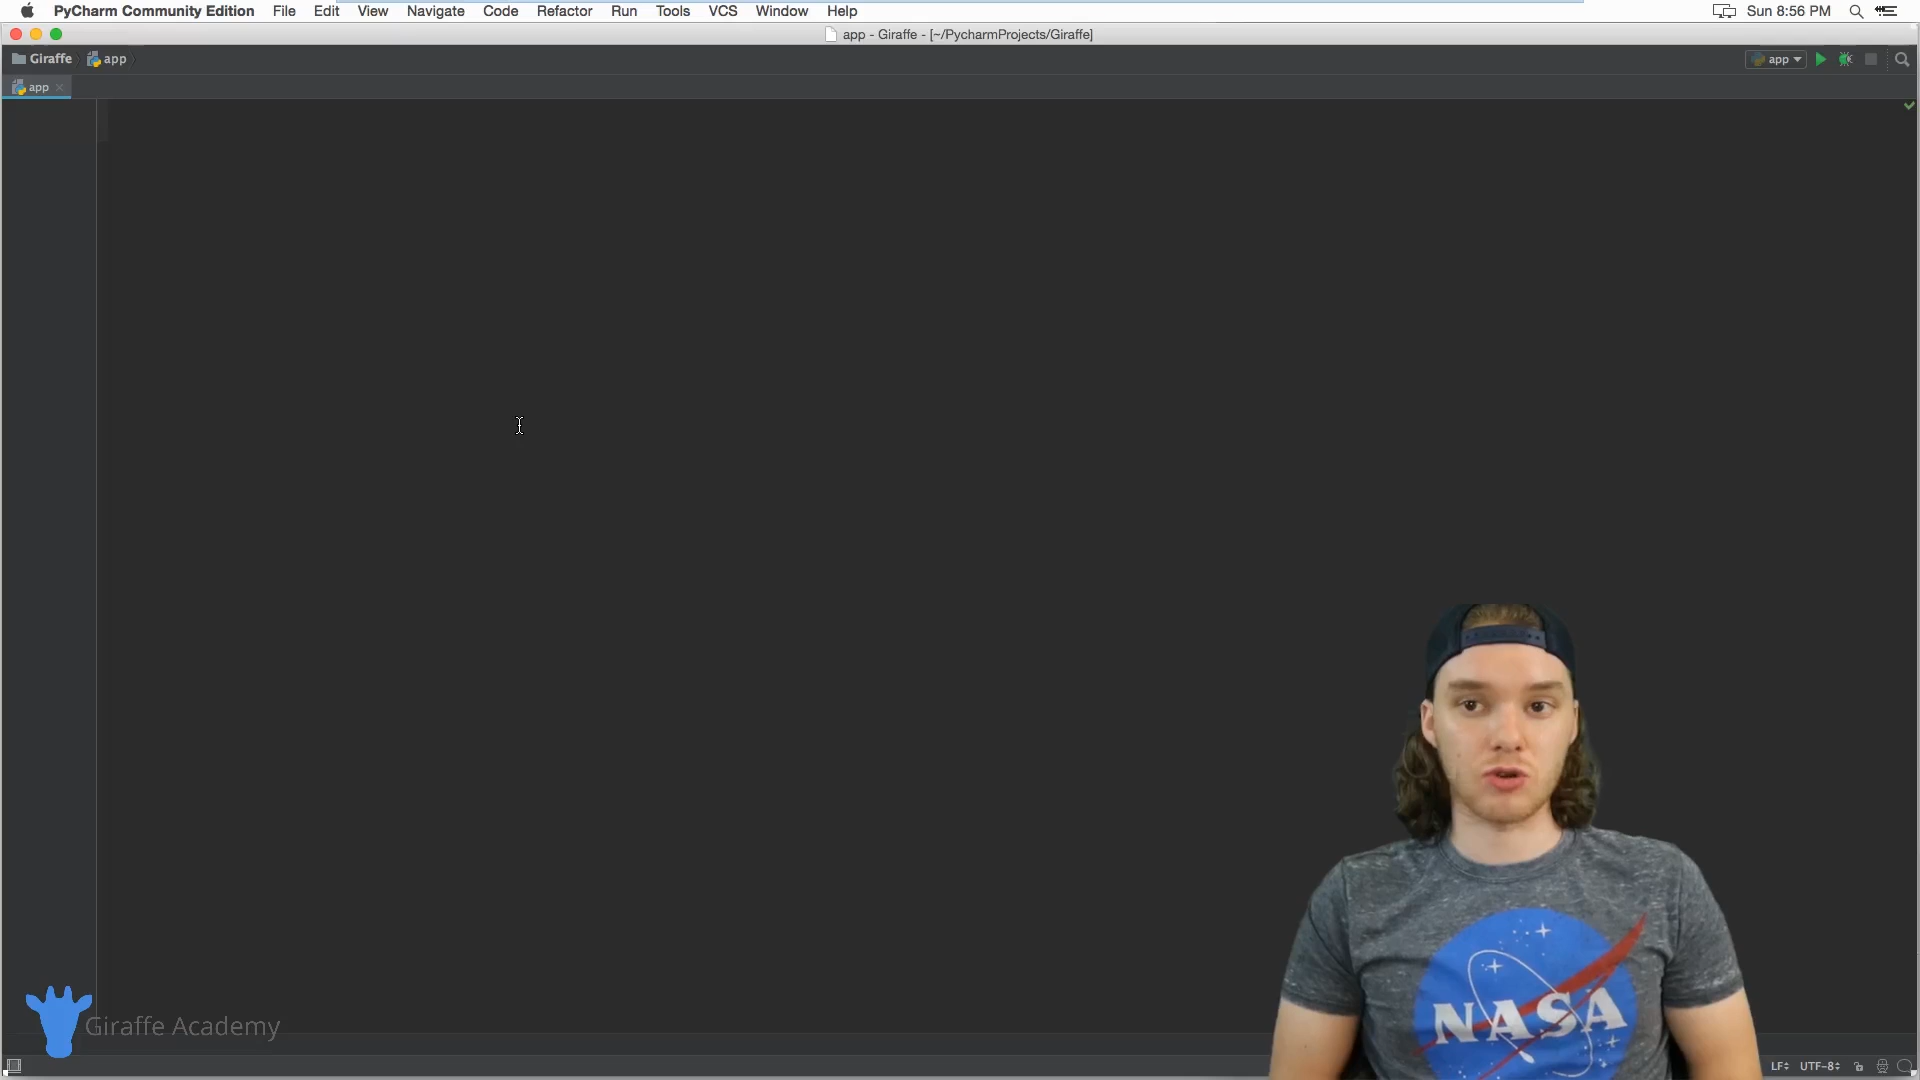 PyCharm Community Edition File Edit View Navigate Code Refactor Run Tools VCS Window Help Sun 8:56 PM
app - Giraffe - [~/PycharmProjects/Giraffe]
Giraffe app app
app
NASA
Giraffe Academy
LF UTF-8